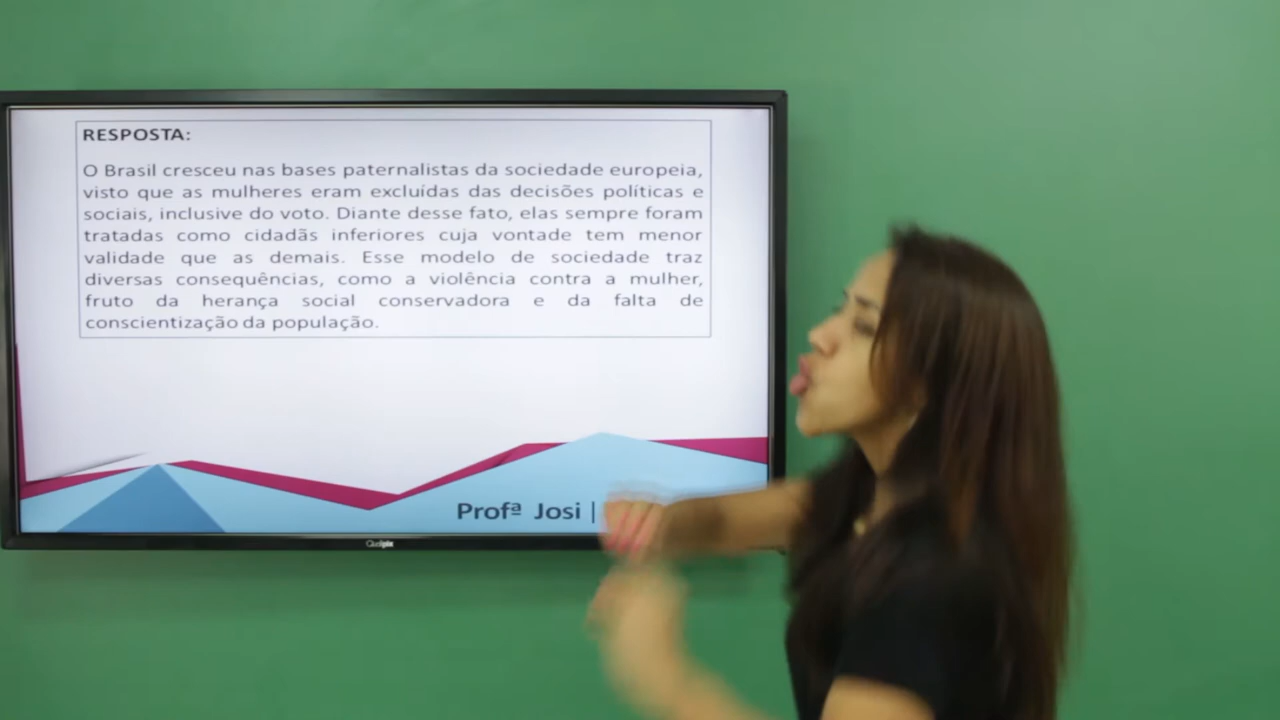 RESPOSTA:
O Brasil cresceu nas bases paternalistas da sociedade europeia,
visto que as mulheres eram excluídas das decisões políticas e
sociais, inclusive do voto. Diante desse fato, elas sempre foram
tratadas como cidadãs inferiores cuja vontade tem menor
validade que as demais. Esse modelo de sociedade traz
diversas consequências, como a violência contra a mulher,
fruto da herança social conservadora e da falta de
conscientização da população.
Profª Josi |